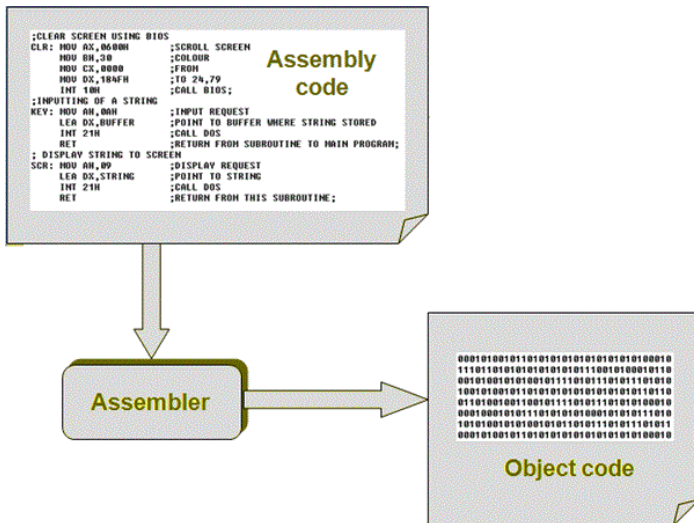 ;CLEAR SCREEN USING BIOS
CLR: MOV AX,0600H ;SCROLL SCREEN
MOV BH,30 ;COLOUR
MOV CX,0000 ;FROM
MOV DX,184FH ;TO 24,79
INT 10H ;CALL BIOS;
;INPUTTING OF A STRING
KEY: MOV AH,0AH ;INPUT REQUEST
LEA DX,BUFFER ;POINT TO BUFFER WHERE STRING STORED
INT 21H ;CALL DOS
RET ;RETURN FROM SUBROUTINE TO MAIN PROGRAM;
; DISPLAY STRING TO SCREEN
SCR: MOV AH,09 ;DISPLAY REQUEST
LEA DX,STRING ;POINT TO STRING
INT 21H ;CALL DOS
RET ;RETURN FROM THIS SUBROUTINE;
Assembly
code
Assembler
Object code